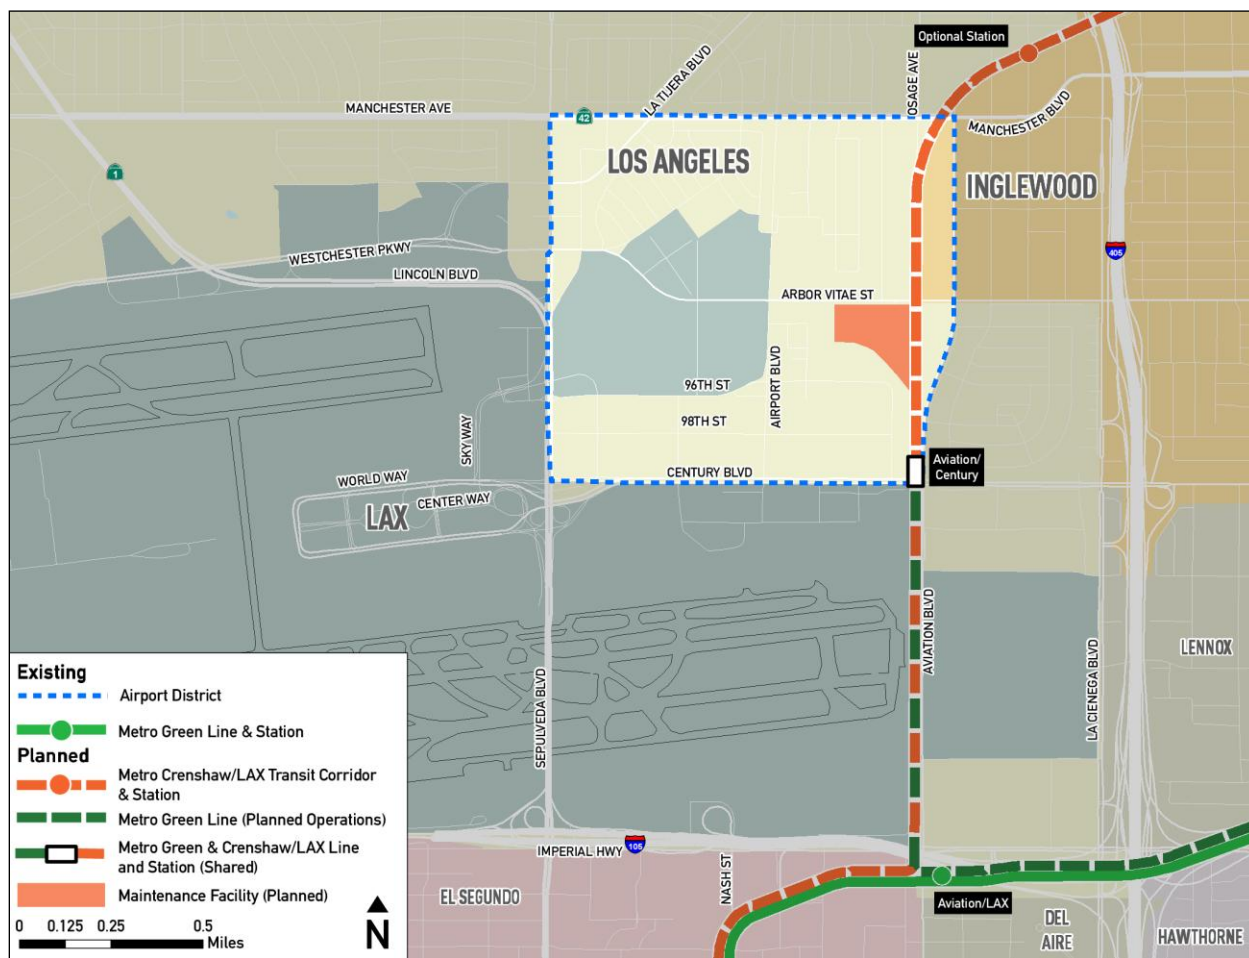 Optional Station
OSAGE AVE
LA TIJERA BLVD
MANCHESTER AVE
42
MANCHESTER BLVD
1
LOS ANGELES
INGLEWOOD
WESTCHESTER PKWY
405
LINCOLN BLVD
ARBOR VITAE ST
AIRPORT BLVD
96TH ST
98TH ST
SKY WAY
CENTURY BLVD
Aviation/
Century
WORLD WAY
CENTER WAY
LAX
AVIATION BLVD
LA CIENEGA BLVD
LENNOX
SEPULVEDA BLVD
IMPERIAL HWY
105
NASH ST
EL SEGUNDO
Aviation/LAX
DEL
AIRE
HAWTHORNE
Existing
Airport District
Metro Green Line & Station
Planned
Metro Crenshaw/LAX Transit Corridor
& Station
Metro Green Line (Planned Operations)
Metro Green & Crenshaw/LAX Line
and Station (Shared)
Maintenance Facility (Planned)
0 0.125 0.25 0.5
Miles
N